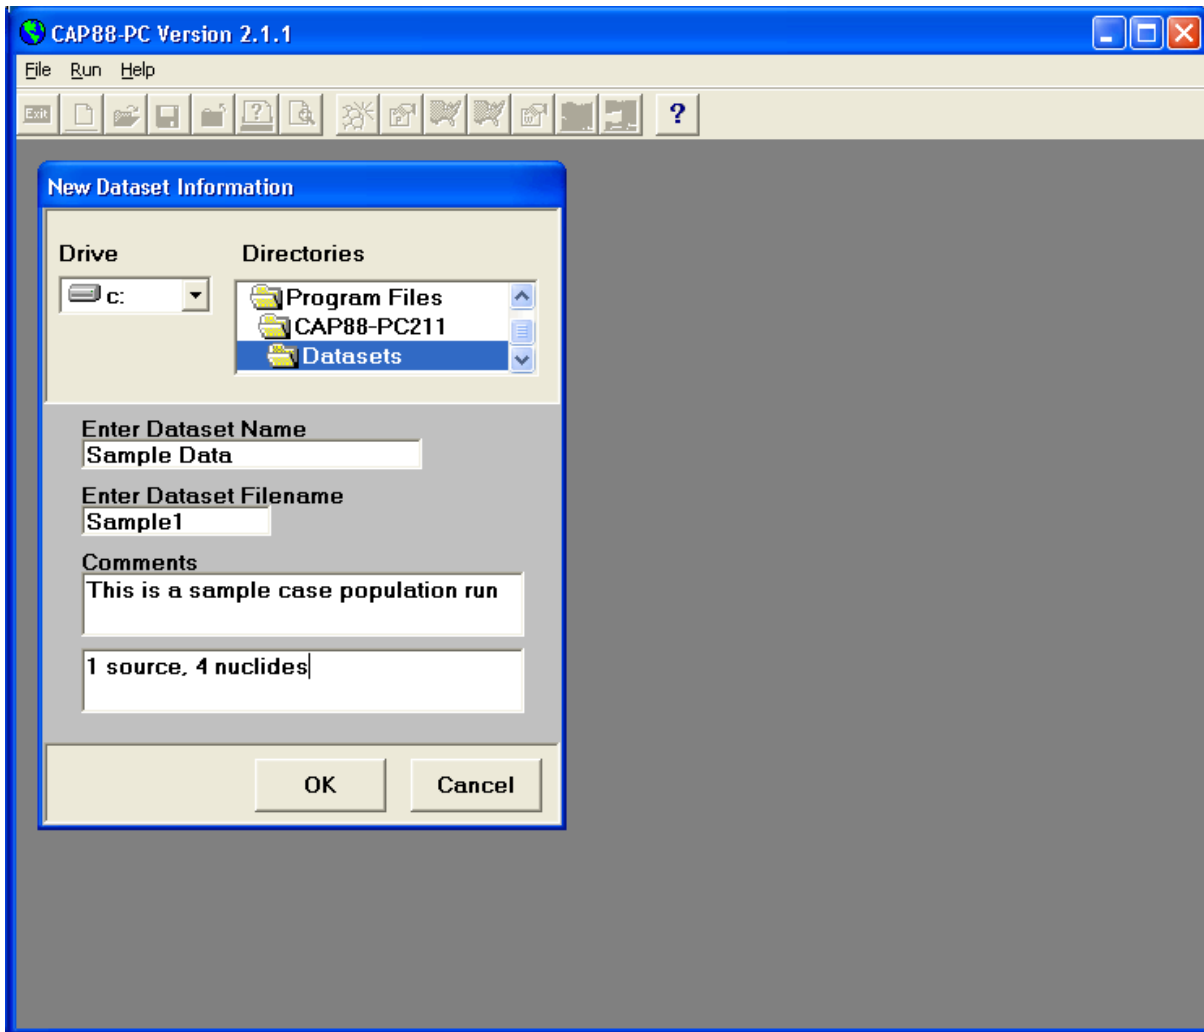 CAP88-PC Version 2.1.1
File Run Help
Exit
?
?
New Dataset Information
Drive
Directories
c:
Program Files
CAP88-PC211
Datasets
Enter Dataset Name
Sample Data
Enter Dataset Filename
Sample1
Comments
This is a sample case population run
1 source, 4 nuclides
OK Cancel